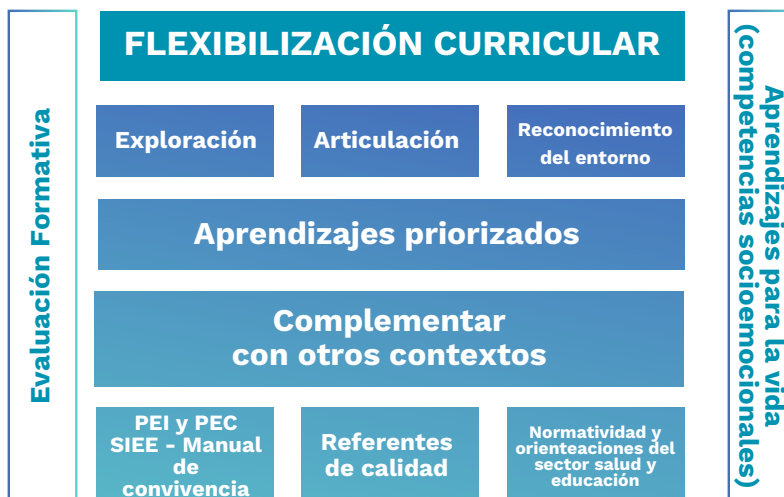 FLEXIBILIZACIÓN CURRICULAR
Evaluación Formativa
Exploración
Articulación
Reconocimiento
del entorno
Aprendizajes priorizados
Complementar
con otros contextos
PEI y PEC
SIEE - Manual
de
convivencia
Referentes
de calidad
Normatividad y
orienteaciones del
sector salud y
educación
Aprendizajes para la vida
(competencias socioemocionales)